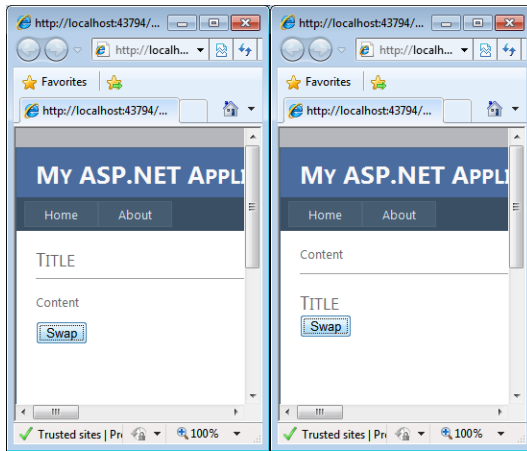 http://localhost:43794/...
http://localh...
Favorites
http://localhost:43794/...
MY ASP.NET APPLI
Home About
TITLE
Content
Swap
Trusted sites | Pr
100%
http://localhost:43794/...
http://localh...
Favorites
http://localhost:43794/...
MY ASP.NET APPLI
Home About
Content
TITLE
Swap
Trusted sites | Pro
100%